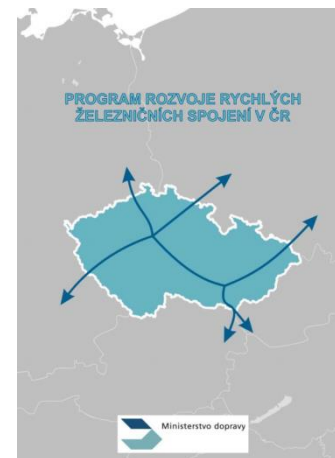 PROGRAM ROZVOJE RYCHLÝCH
ŽELEZNIČNÍCH SPOJENÍ V ČR
Ministerstvo dopravy